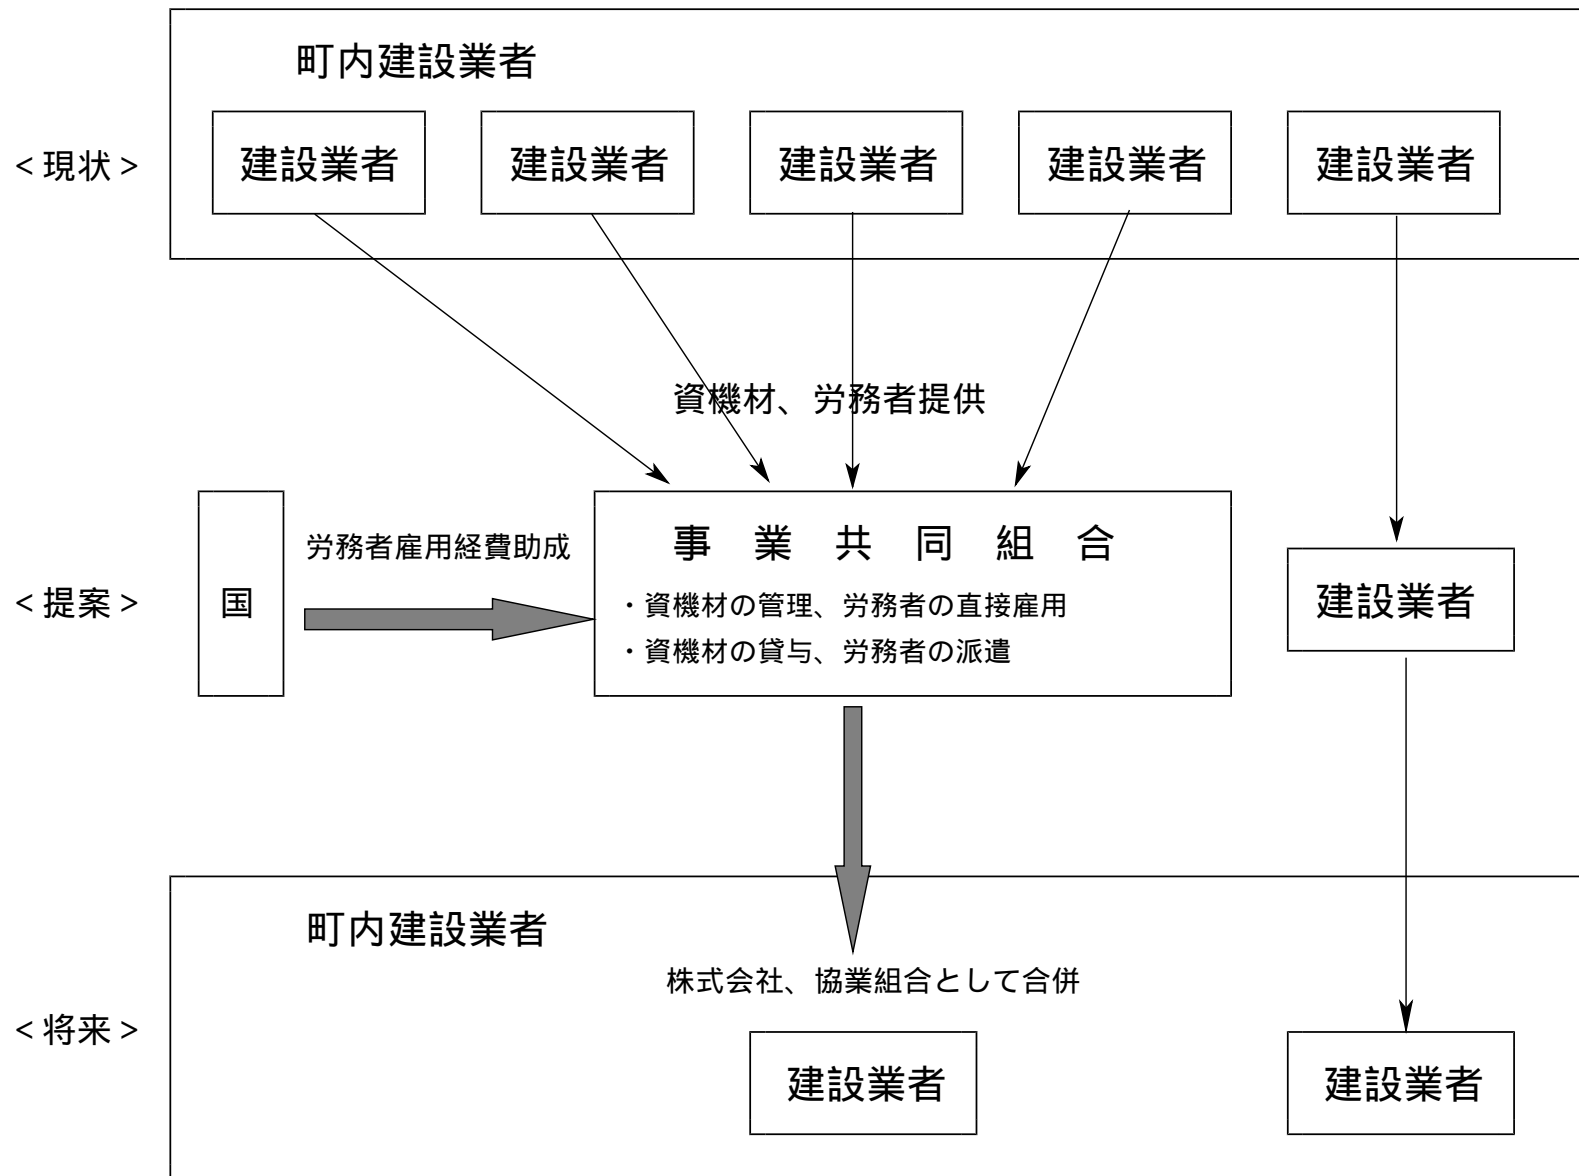 町内建設業者
<現状>
建設業者
建設業者
建設業者
建設業者
建設業者
資機材、労務者提供
<提案>
国
労務者雇用経費助成
事業共同組合
・資機材の管理、労務者の直接雇用
・資機材の貸与、労務者の派遣
建設業者
町内建設業者
株式会社、協業組合として合併
<将来>
建設業者
建設業者